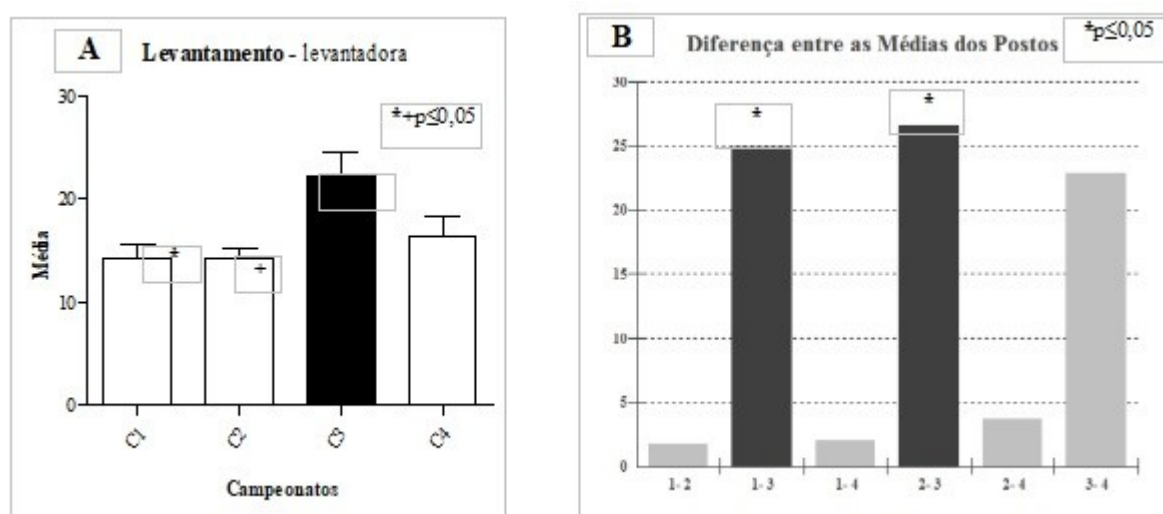 A
Levantamento - levantadora
*+p≤0,05
30
20
10
0
Média
*
+
C1
C2
C3
C4
Campeonatos
B
Diferença entre as Médias dos Postos
*p≤0,05
30
25
20
15
10
5
0
*
*
1- 2
1- 3
1- 4
2- 3
2- 4
3- 4